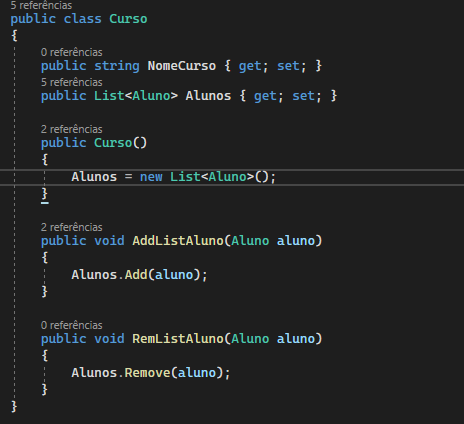 5 referências
public class Curso
{
0 referências
public string NomeCurso { get; set; }
5 referências
public List<Aluno> Alunos { get; set; }
2 referências
public Curso()
{
Alunos = new List<Aluno>();
}
2 referências
public void AddListAluno(Aluno aluno)
{
Alunos.Add(aluno);
}
0 referências
public void RemListAluno(Aluno aluno)
{
Alunos.Remove(aluno);
}
}